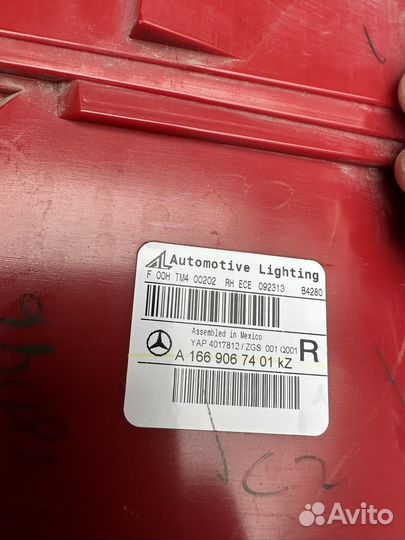 Automotive Lighting
F 00H TM4 00202 RH ECE 092313 B4280
Assembled in Mexico
YAP 4017812 / ZGS: 001 Q001 R
A 166 906 74 01 kZ
C2
Avito